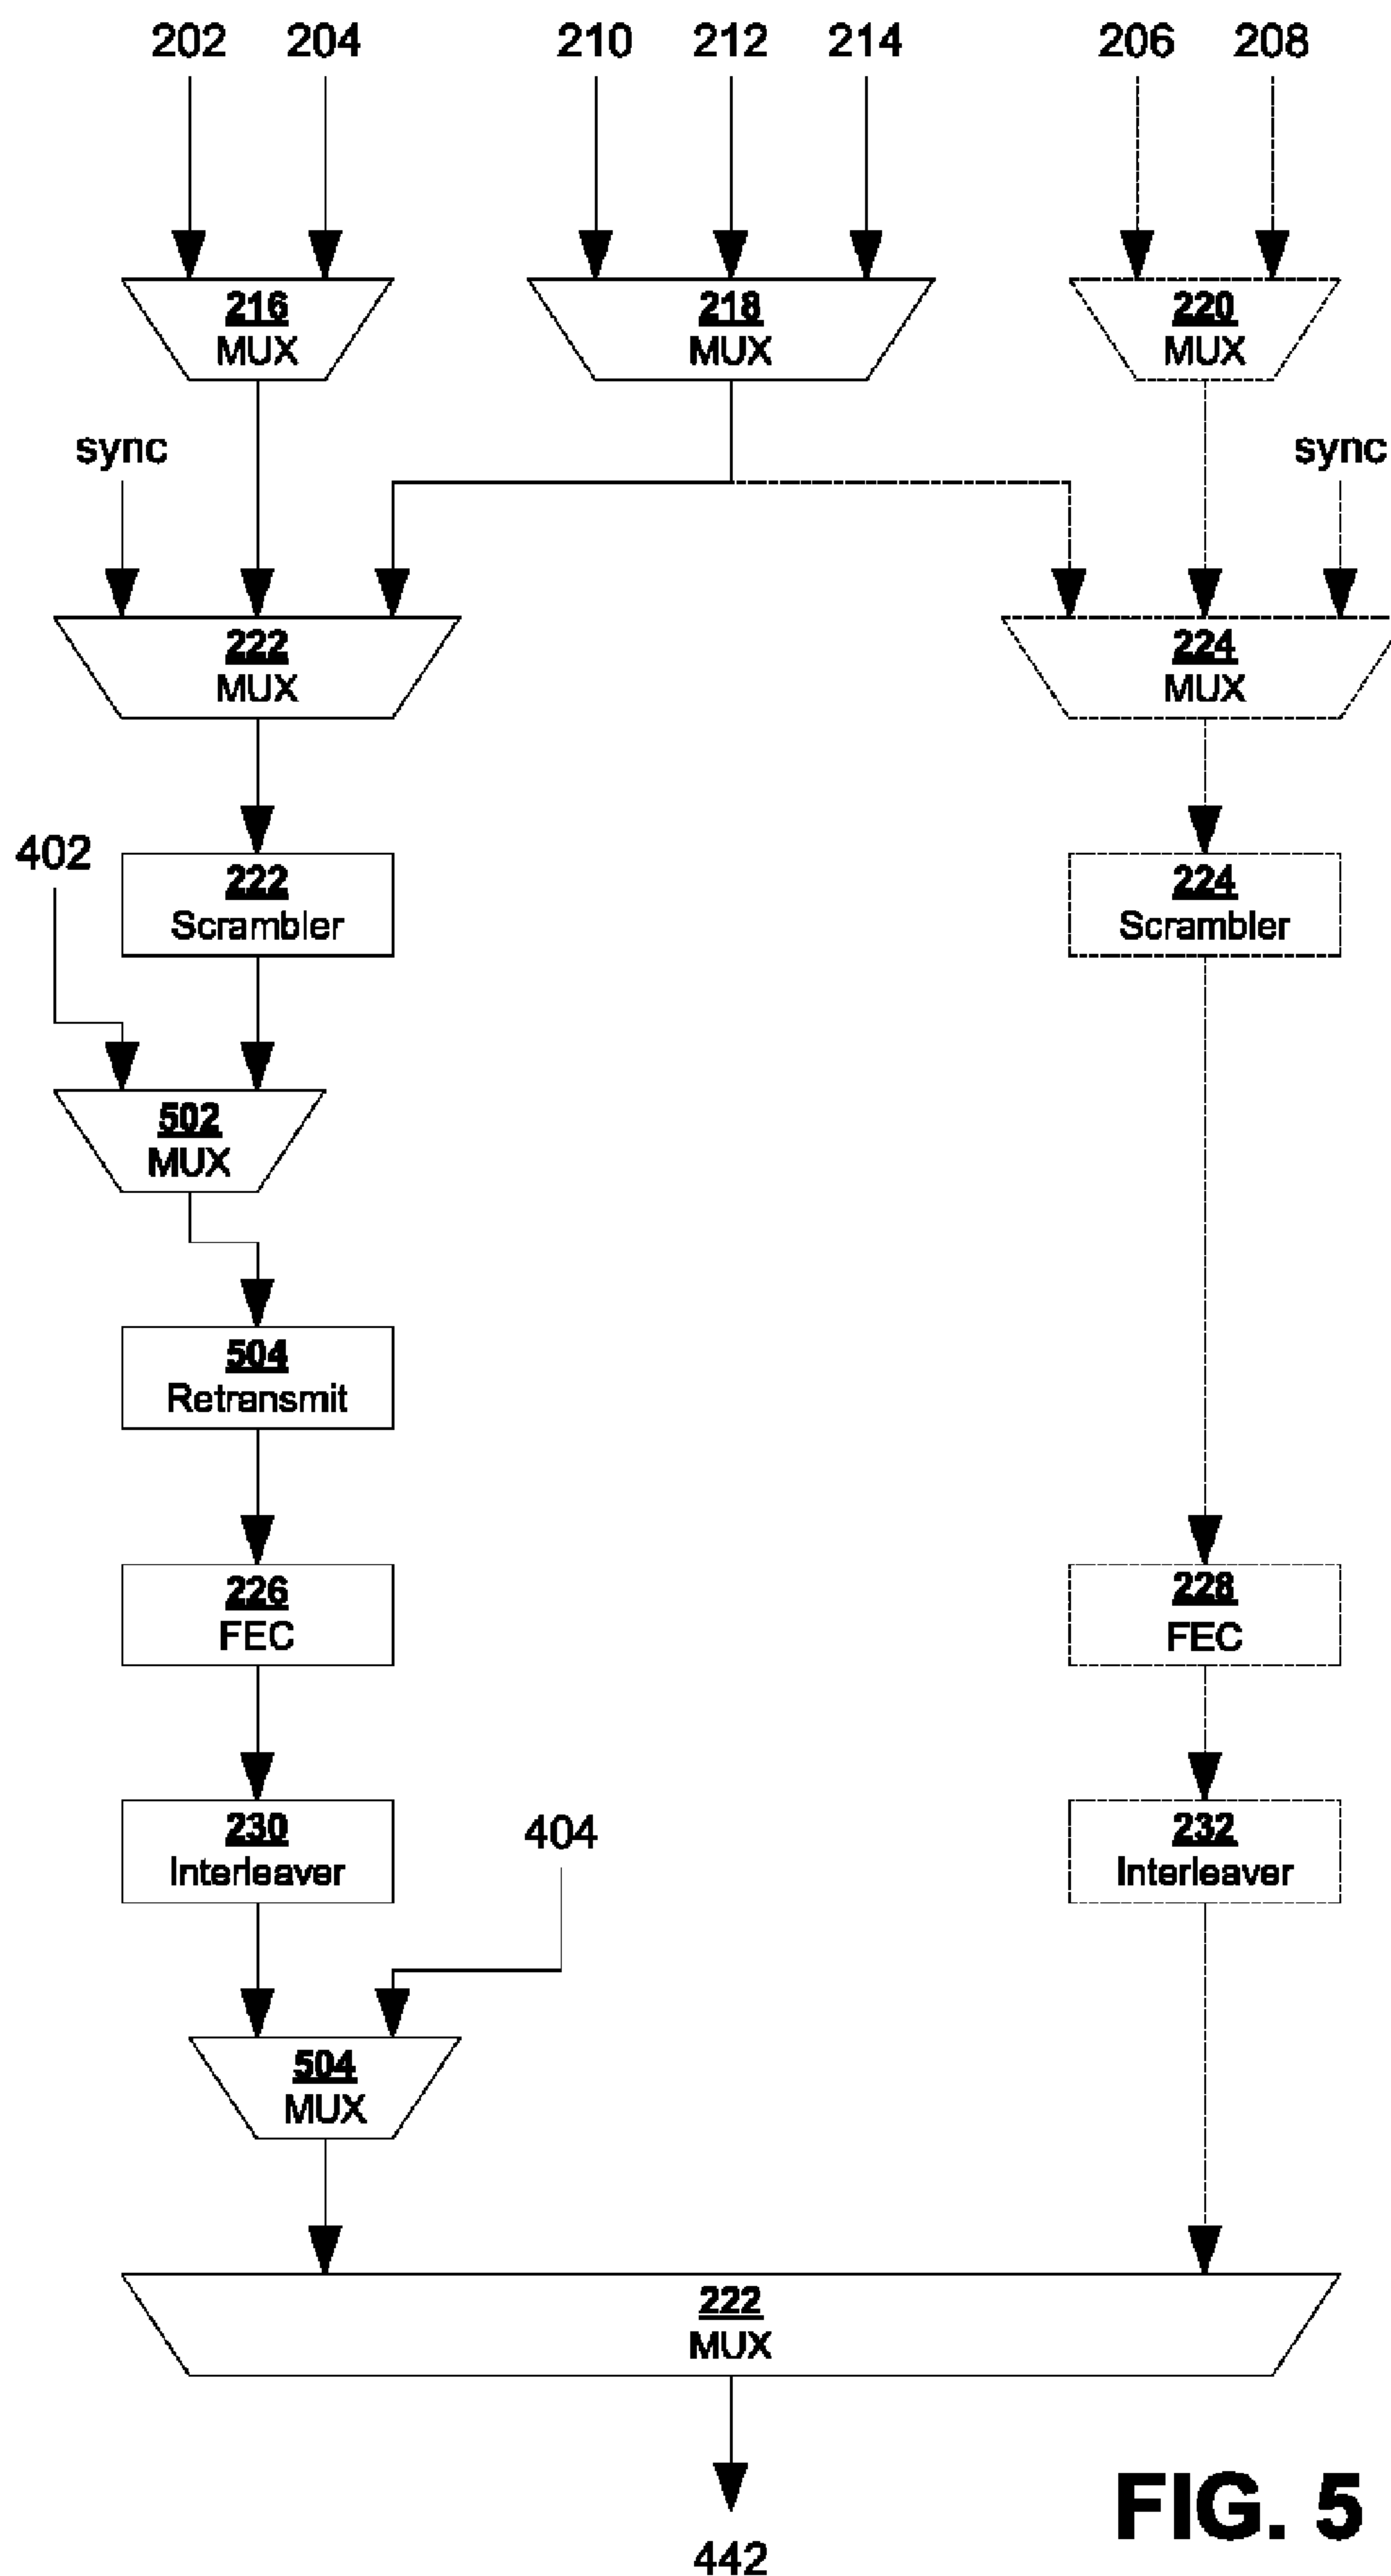 202 204 210 212 214 206 208
216 218 220
MUX MUX MUX
sync sync
222 224
MUX MUX
402
222 224
Scrambler Scrambler
502
MUX
504
Retransmit
226 228
FEC FEC
404
230 232
Interleaver Interleaver
504
MUX
222
MUX
FIG. 5
442